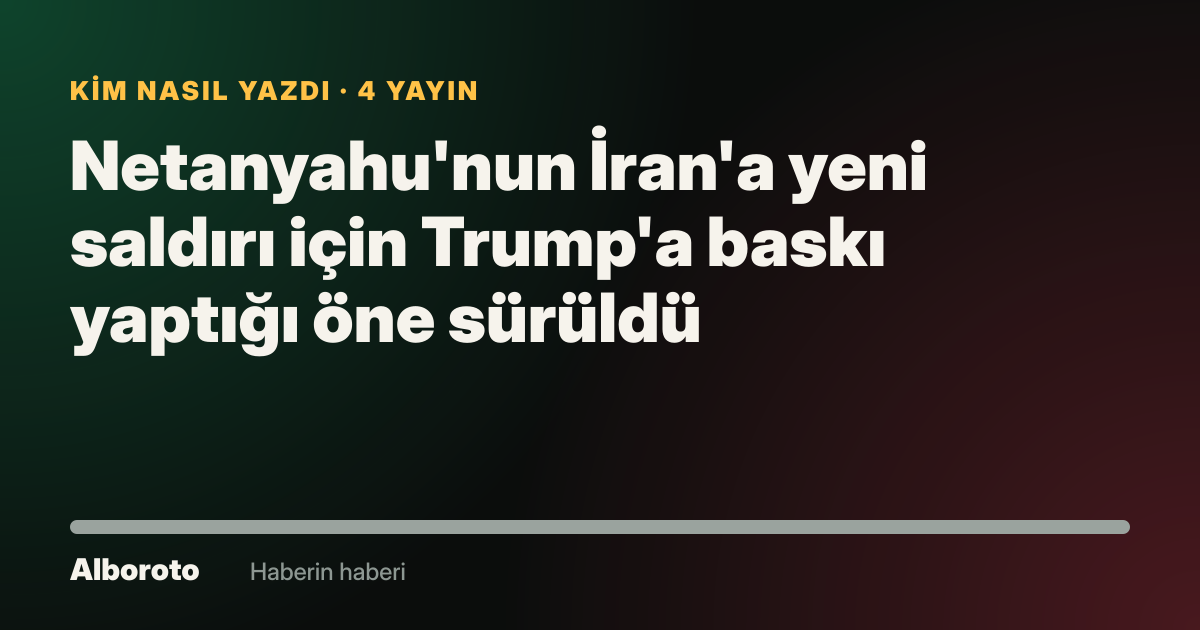 KİM NASIL YAZDI · 4 YAYIN
Netanyahu'nun İran'a yeni
saldırı için Trump'a baskı
yaptığı öne sürüldü
Alboroto
Haberin haberi